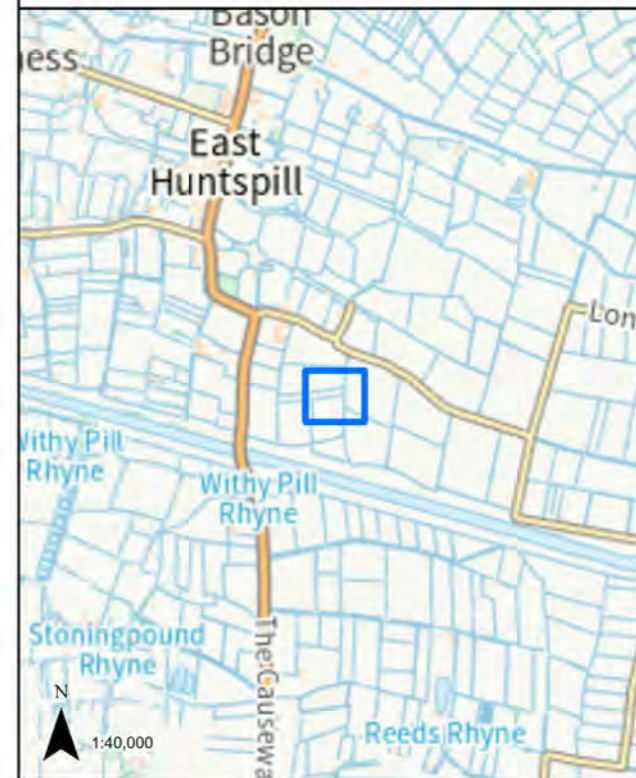 Bason
Bridge
ness
East
Huntspill
Lon
Withy Pill
Rhyne
Withy Pill
Rhyne
Stoningpound
Rhyne
The Causewa
Reeds Rhyne
N
1:40,000